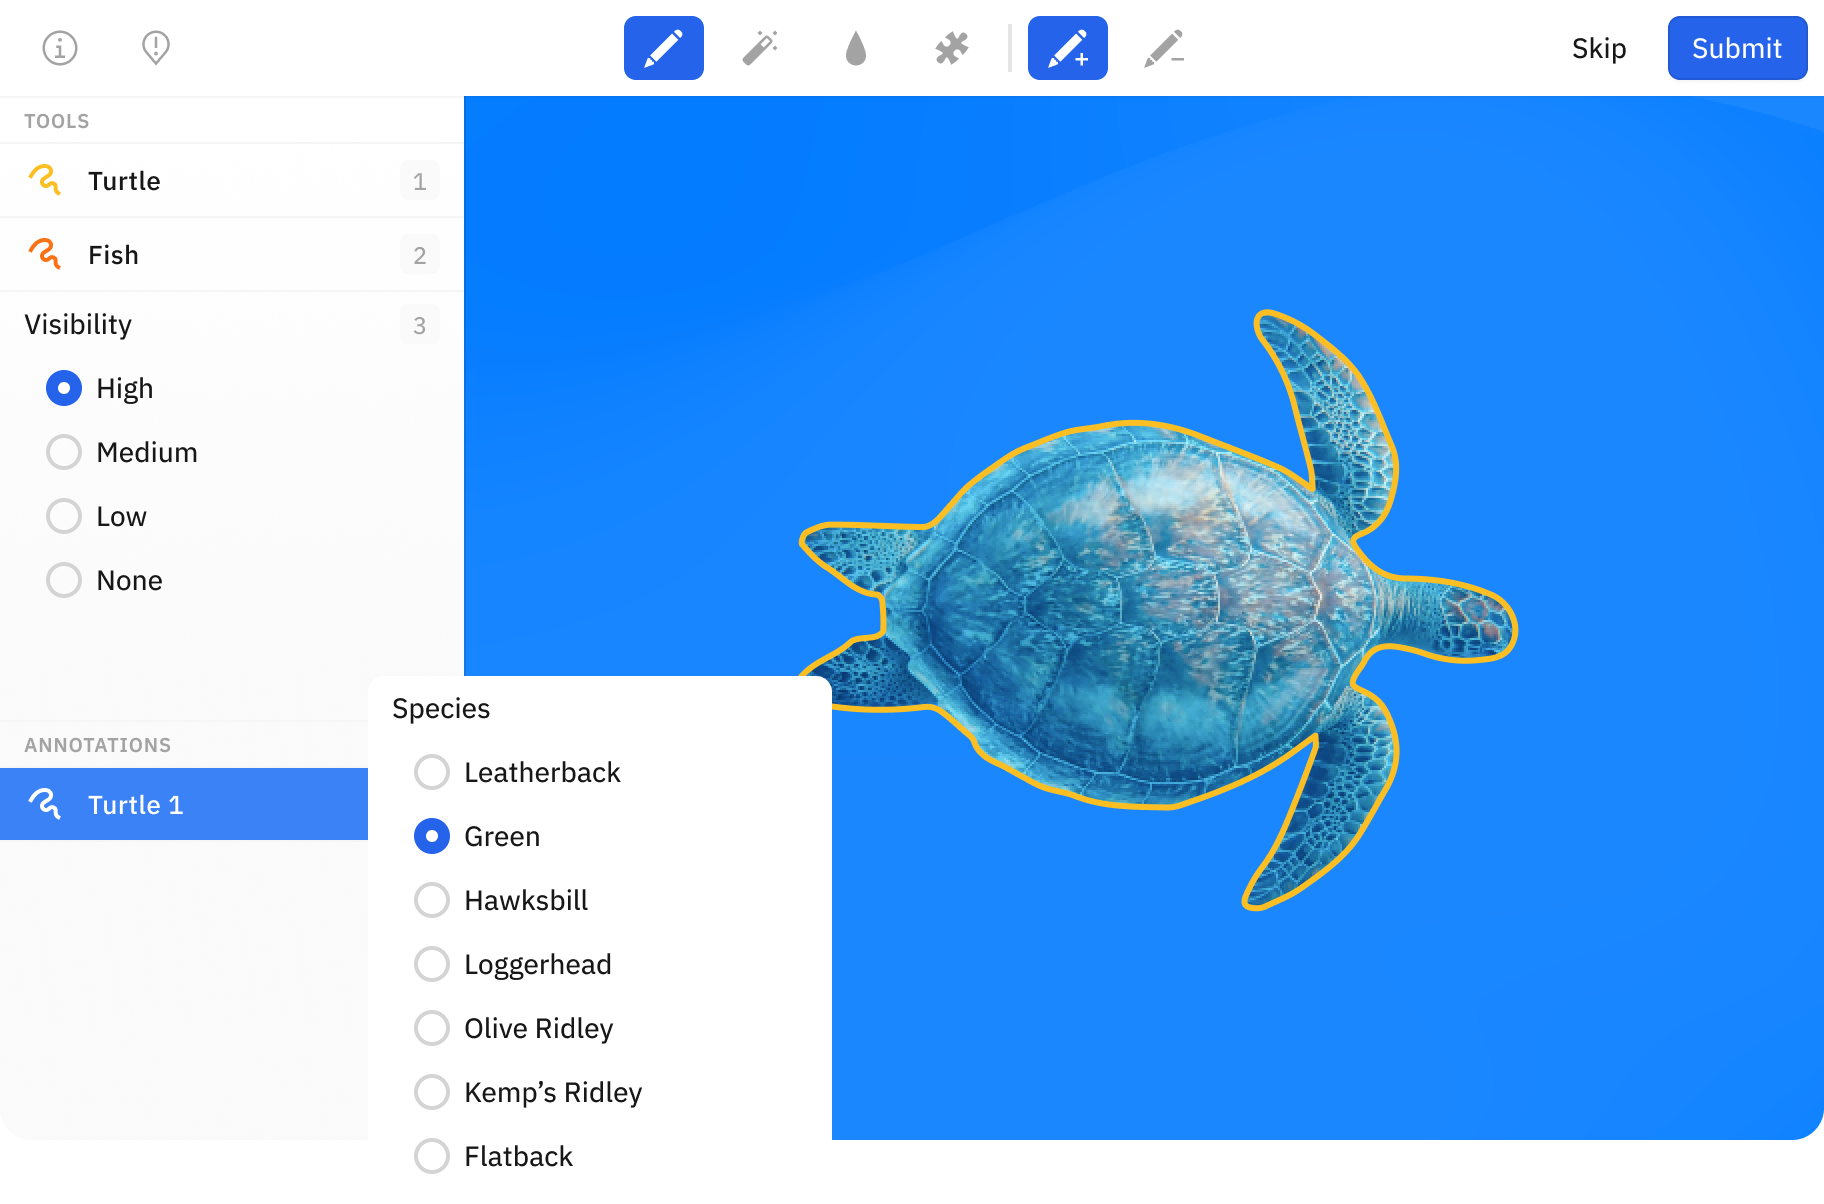 Skip
Submit
TOOLS
Turtle 1
Fish 2
Visibility 3
High
Medium
Low
None
ANNOTATIONS
Turtle 1
Species
Leatherback
Green
Hawksbill
Loggerhead
Olive Ridley
Kemp’s Ridley
Flatback